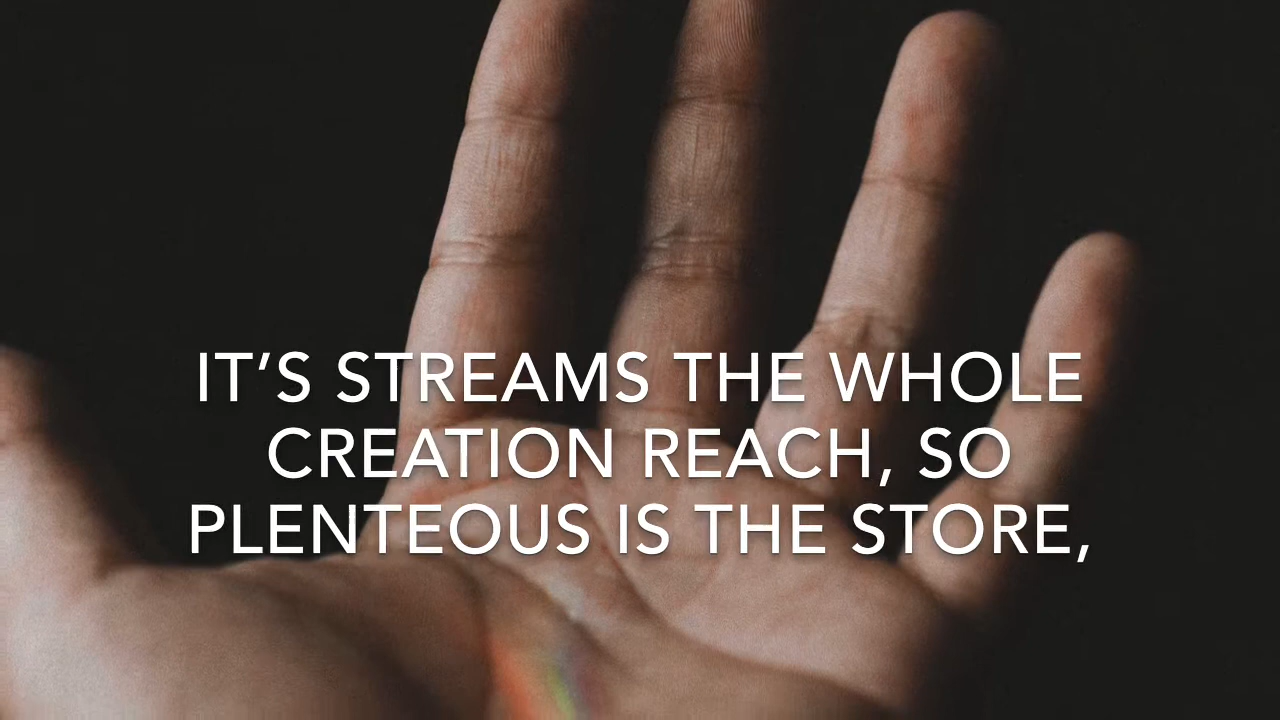 IT’S STREAMS THE WHOLE
CREATION REACH, SO
PLENTEOUS IS THE STORE,